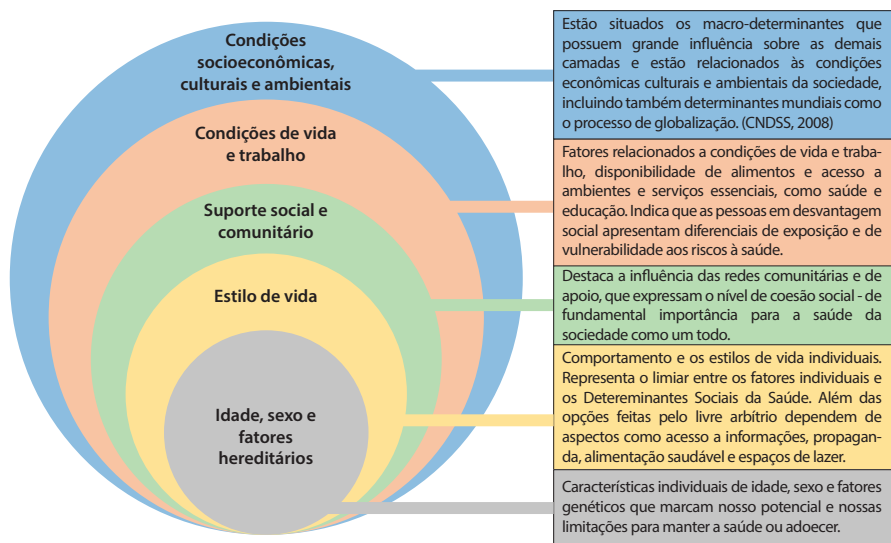 Condições
socioeconômicas,
culturais e ambientais
Condições de vida
e trabalho
Suporte social e
comunitário
Estilo de vida
Idade, sexo e
fatores
hereditários
Estão situados os macro-determinantes que
possuem grande influência sobre as demais
camadas e estão relacionados às condições
econômicas culturais e ambientais da sociedade,
incluindo também determinantes mundiais como
o processo de globalização. (CNDSS, 2008)
Fatores relacionados a condições de vida e traba-
lho, disponibilidade de alimentos e acesso a
ambientes e serviços essenciais, como saúde e
educação. Indica que as pessoas em desvantagem
social apresentam diferenciais de exposição e de
vulnerabilidade aos riscos à saúde.
Destaca a influência das redes comunitárias e de
apoio, que expressam o nível de coesão social - de
fundamental importância para a saúde da
sociedade como um todo.
Comportamento e os estilos de vida individuais.
Representa o limiar entre os fatores individuais e
os Detereminantes Sociais da Saúde. Além das
opções feitas pelo livre arbítrio dependem de
aspectos como acesso a informações, propagan-
da, alimentação saudável e espaços de lazer.
Características individuais de idade, sexo e fatores
genéticos que marcam nosso potencial e nossas
limitações para manter a saúde ou adoecer.